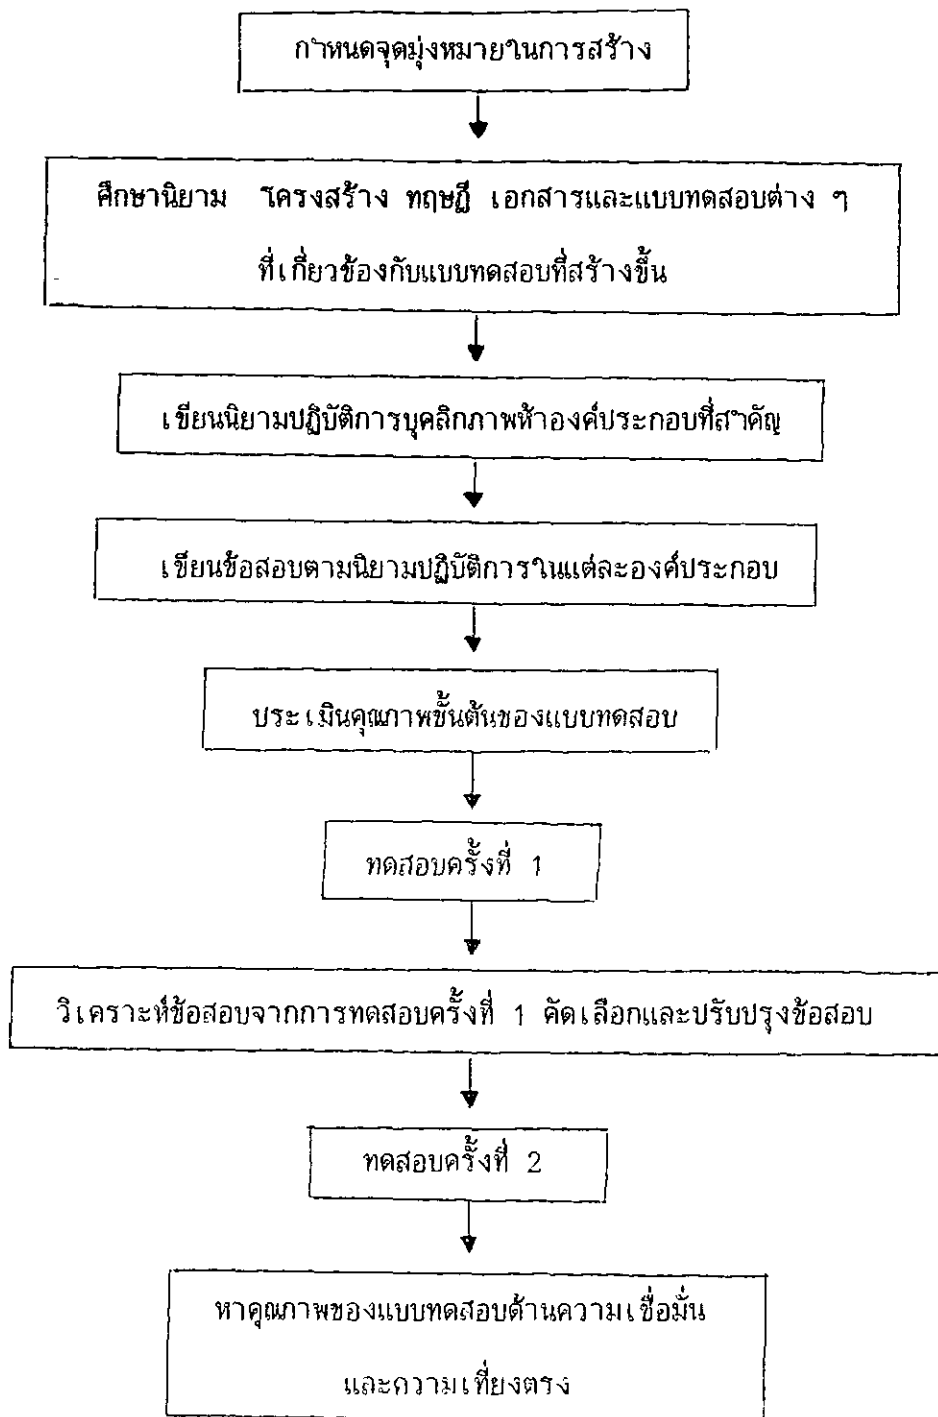 กำหนดจุดมุ่งหมายในการสร้าง
ศึกษานิยาม โครงสร้าง ทฤษฎี เอกสารและแบบทดสอบต่าง ๆ
ที่เกี่ยวข้องกับแบบทดสอบที่สร้างขึ้น
เขียนนิยามปฏิบัติการบุคลิกภาพห้าองค์ประกอบที่สำคัญ
เขียนข้อสอบตามนิยามปฏิบัติการในแต่ละองค์ประกอบ
ประเมินคุณภาพขั้นต้นของแบบทดสอบ
ทดสอบครั้งที่ 1
วิเคราะห์ข้อสอบจากการทดสอบครั้งที่ 1 คัดเลือกและปรับปรุงข้อสอบ
ทดสอบครั้งที่ 2
หาคุณภาพของแบบทดสอบด้านความเชื่อมั่น
และความเที่ยงตรง